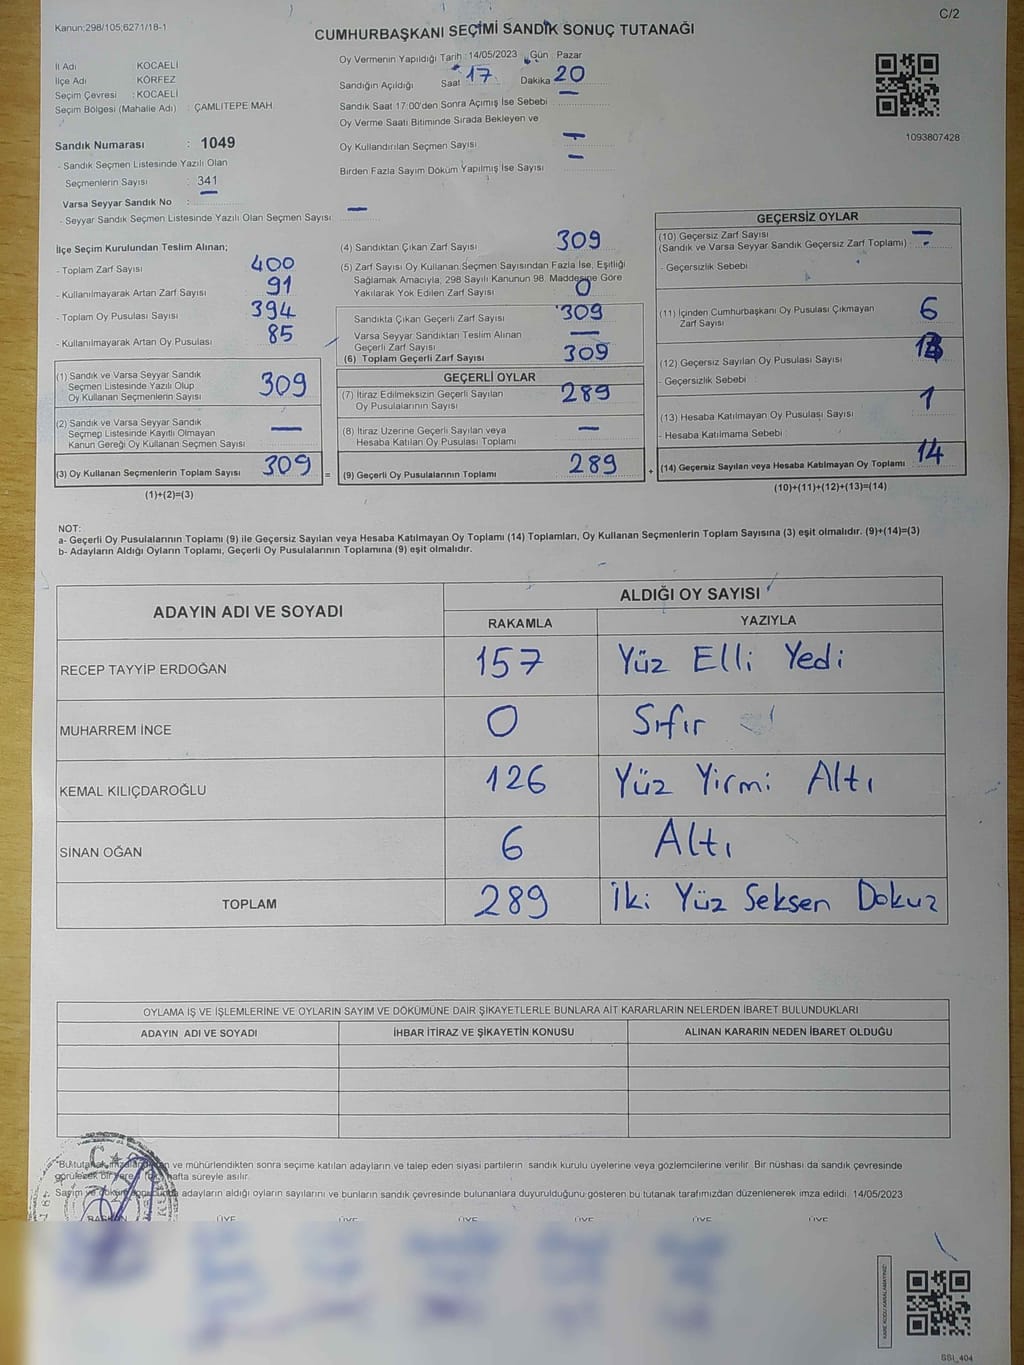 Kanun:298/105;6271/18-1
C/2
CUMHURBAŞKANI SEÇİMİ SANDIK SONUÇ TUTANAĞI
İl Adı KOCAELİ
İlçe Adı KÖRFEZ
Seçim Çevresi : KOCAELİ
Seçim Bölgesi (Mahalle Adı) : ÇAMLITEPE MAH.
Sandık Numarası : 1049
- Sandık Seçmen Listesinde Yazılı Olan
Seçmenlerin Sayısı : 341
Varsa Seyyar Sandık No : —
- Seyyar Sandık Seçmen Listesinde Yazılı Olan Seçmen Sayısı —
Oy Vermenin Yapıldığı Tarih : 14/05/2023 Gün Pazar
Sandığın Açıldığı Saat 17 Dakika 20
Sandık Saat 17:00'den Sonra Açımış İse Sebebi —
Oy Verme Saati Bitiminde Sırada Bekleyen ve
Oy Kullandırılan Seçmen Sayısı —
Birden Fazla Sayım Döküm Yapılmış İse Sayısı —
1093807428
İlçe Seçim Kurulundan Teslim Alınan;
- Toplam Zarf Sayısı 400
- Kullanılmayarak Artan Zarf Sayısı 91
- Toplam Oy Pusulası Sayısı 394
- Kullanılmayarak Artan Oy Pusulası 85
(1) Sandık ve Varsa Seyyar Sandık
Seçmen Listesinde Yazılı Olup
Oy Kullanan Seçmenlerin Sayısı 309
(2) Sandık ve Varsa Seyyar Sandık
Seçmen Listesinde Kayıtlı Olmayan
Kanun Gereği Oy Kullanan Seçmen Sayısı —
(3) Oy Kullanan Seçmenlerin Toplam Sayısı 309 =
(1)+(2)=(3)
(4) Sandıktan Çıkan Zarf Sayısı 309
(5) Zarf Sayısı Oy Kullanan Seçmen Sayısından Fazla İse, Eşitliği
Sağlamak Amacıyla, 298 Sayılı Kanunun 98. Maddesine Göre
Yakılarak Yok Edilen Zarf Sayısı 0
Sandıkta Çıkan Geçerli Zarf Sayısı 309
Varsa Seyyar Sandıktan Teslim Alınan
Geçerli Zarf Sayısı —
(6) Toplam Geçerli Zarf Sayısı 309
GEÇERLİ OYLAR
(7) İtiraz Edilmeksizin Geçerli Sayılan
Oy Pusulalarının Sayısı 289
(8) İtiraz Üzerine Geçerli Sayılan veya
Hesaba Katılan Oy Pusulası Toplamı —
(9) Geçerli Oy Pusulalarının Toplamı 289 +
GEÇERSİZ OYLAR
(10) Geçersiz Zarf Sayısı
(Sandık ve Varsa Seyyar Sandık Geçersiz Zarf Toplamı) —
- Geçersizlik Sebebi
(11) İçinden Cumhurbaşkanı Oy Pusulası Çıkmayan
Zarf Sayısı 6
(12) Geçersiz Sayılan Oy Pusulası Sayısı
- Geçersizlik Sebebi
(13) Hesaba Katılmayan Oy Pusulası Sayısı 1
- Hesaba Katılmama Sebebi
(14) Geçersiz Sayılan veya Hesaba Katılmayan Oy Toplamı 14
(10)+(11)+(12)+(13)=(14)
NOT:
a- Geçerli Oy Pusulalarının Toplamı (9) ile Geçersiz Sayılan veya Hesaba Katılmayan Oy Toplamı (14) Toplamları, Oy Kullanan Seçmenlerin Toplam Sayısına (3) eşit olmalıdır. (9)+(14)=(3)
b- Adayların Aldığı Oyların Toplamı, Geçerli Oy Pusulalarının Toplamına (9) eşit olmalıdır.
ADAYIN ADI VE SOYADI
ALDIĞI OY SAYISI
RAKAMLA YAZIYLA
RECEP TAYYİP ERDOĞAN 157 Yüz Elli Yedi
MUHARREM İNCE 0 Sıfır
KEMAL KILIÇDAROĞLU 126 Yüz Yirmi Altı
SİNAN OĞAN 6 Altı
TOPLAM 289 İki Yüz Seksen Dokuz
OYLAMA İŞ VE İŞLEMLERİNE VE OYLARIN SAYIM VE DÖKÜMÜNE DAİR ŞİKAYETLERLE BUNLARA AİT KARARLARIN NELERDEN İBARET BULUNDUKLARI
ADAYIN ADI VE SOYADI İHBAR İTİRAZ VE ŞİKAYETİN KONUSU ALINAN KARARIN NEDEN İBARET OLDUĞU
ve mühürlendikten sonra seçime katılan adayların ve talep eden siyasi partilerin sandık kurulu üyelerine veya gözlemcilerine verilir. Bir nüshası da sandık çevresinde
hafta süreyle asılır.
adayların aldığı oyların sayılarını ve bunların sandık çevresinde bulunanlara duyurulduğunu gösteren bu tutanak tarafımızdan düzenlenerek imza edildi. 14/05/2023
BAŞKAN ÜYE ÜYE ÜYE ÜYE ÜYE ÜYE
SSI_404